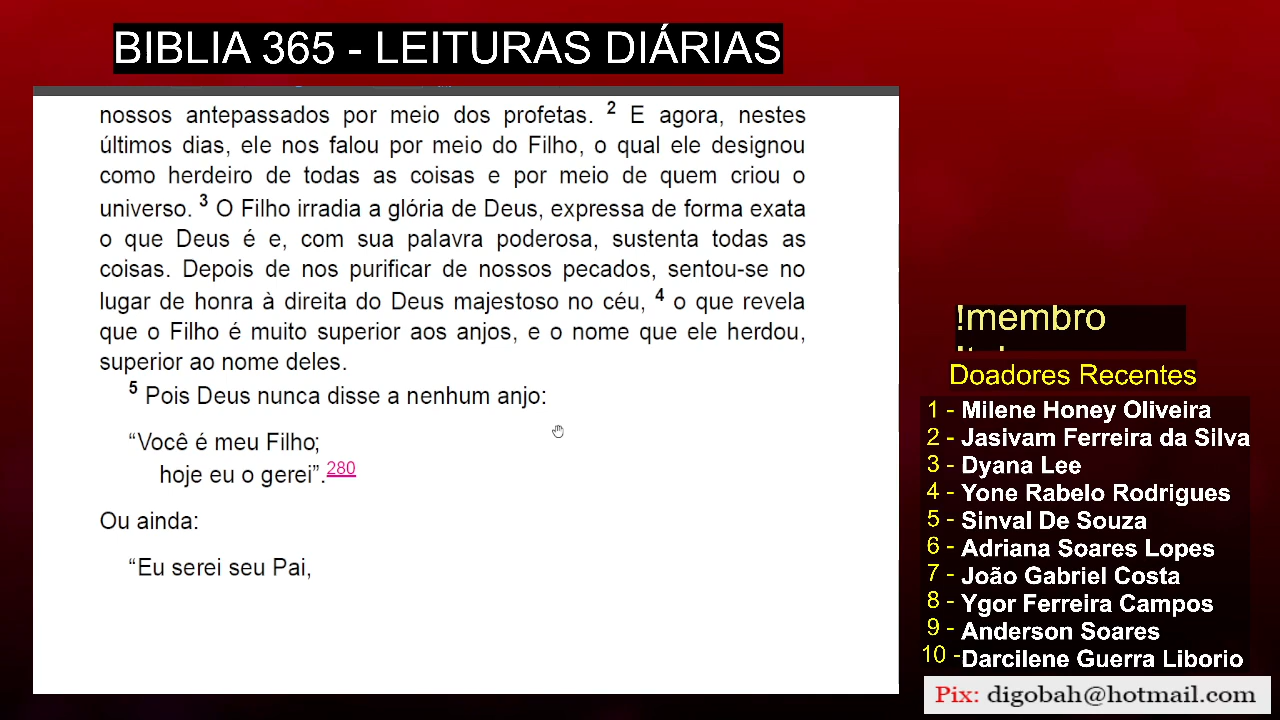 BIBLIA 365 - LEITURAS DIÁRIAS
nossos antepassados por meio dos profetas. 2 E agora, nestes
últimos dias, ele nos falou por meio do Filho, o qual ele designou
como herdeiro de todas as coisas e por meio de quem criou o
universo. 3 O Filho irradia a glória de Deus, expressa de forma exata
o que Deus é e, com sua palavra poderosa, sustenta todas as
coisas. Depois de nos purificar de nossos pecados, sentou-se no
lugar de honra à direita do Deus majestoso no céu, 4 o que revela
que o Filho é muito superior aos anjos, e o nome que ele herdou,
superior ao nome deles.
5 Pois Deus nunca disse a nenhum anjo:
“Você é meu Filho;
hoje eu o gerei”.280
Ou ainda:
“Eu serei seu Pai,
!membro
Doadores Recentes
1 - Milene Honey Oliveira
2 - Jasivam Ferreira da Silva
3 - Dyana Lee
4 - Yone Rabelo Rodrigues
5 - Sinval De Souza
6 - Adriana Soares Lopes
7 - João Gabriel Costa
8 - Ygor Ferreira Campos
9 - Anderson Soares
10 -Darcilene Guerra Liborio
Pix: digobah@hotmail.com